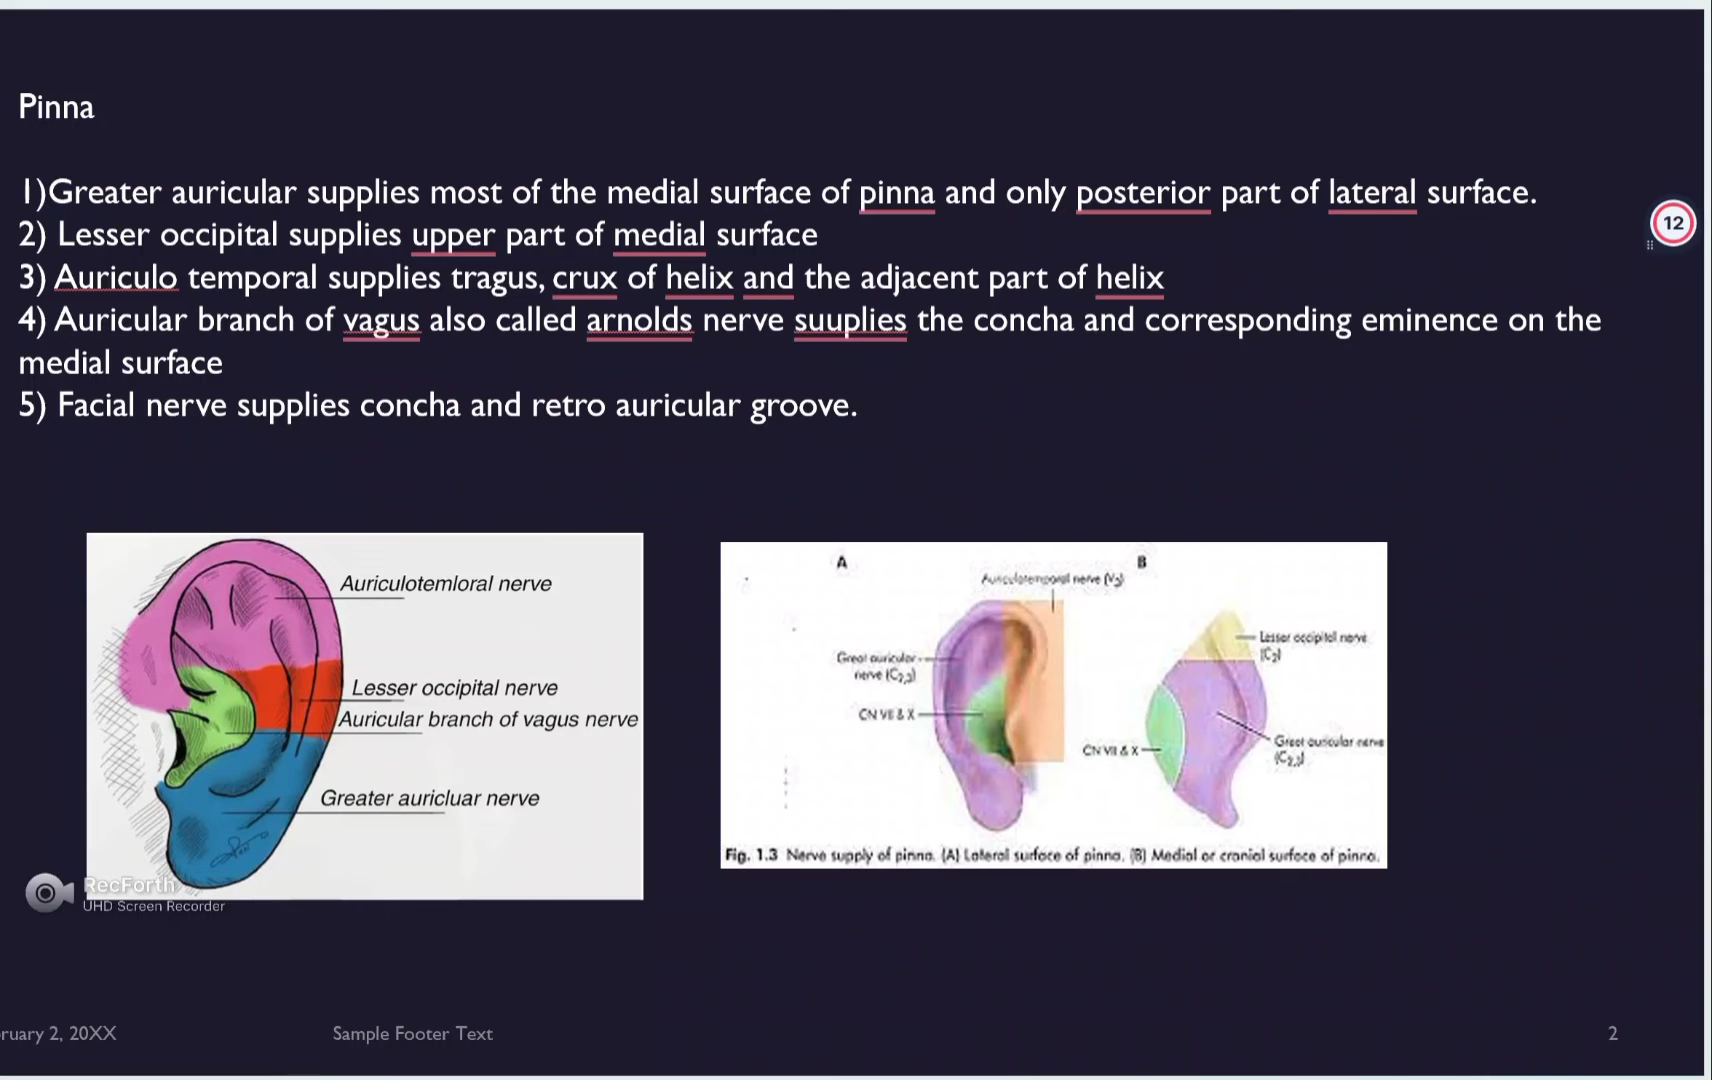 Pinna
1)Greater auricular supplies most of the medial surface of pinna and only posterior part of lateral surface.
12
2) Lesser occipital supplies upper part of medial surface
3) Auriculo temporal supplies tragus, crux of helix and the adjacent part of helix
4) Auricular branch of vagus also called arnolds nerve suuplies the concha and corresponding eminence on the
medial surface
5) Facial nerve supplies concha and retro auricular groove.
Auriculotemloral nerve
Lesser occipital nerve
Auricular branch of vagus nerve
Greater auricluar nerve
A
B
Auriculotemporal nerve (V3)
Great auricular
nerve (C2,3)
CN VII & X
Lesser occipital nerve
(C2)
CN VII & X
Great auricular nerve
(C2,3)
Fig. 1.3 Nerve supply of pinna. (A) Lateral surface of pinna. (B) Medial or cranial surface of pinna.
RecForth
UHD Screen Recorder
ruary 2, 20XX
Sample Footer Text
2